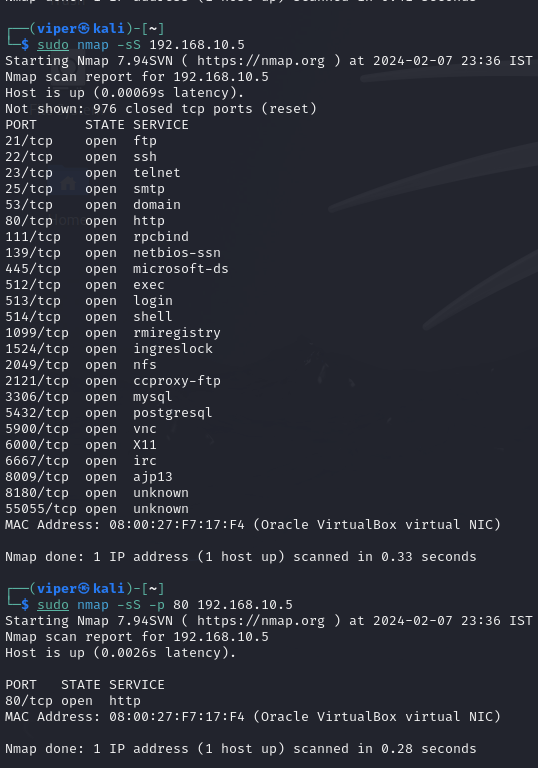 Nmap done: 1 IP address (1 host up) scanned in 0.42 seconds
┌──(viper㉿kali)-[~]
└─$ sudo nmap -sS 192.168.10.5
Starting Nmap 7.94SVN ( https://nmap.org ) at 2024-02-07 23:36 IST
Nmap scan report for 192.168.10.5
Host is up (0.00069s latency).
Not shown: 976 closed tcp ports (reset)
PORT      STATE SERVICE
21/tcp    open  ftp
22/tcp    open  ssh
23/tcp    open  telnet
25/tcp    open  smtp
53/tcp    open  domain
80/tcp    open  http
111/tcp   open  rpcbind
139/tcp   open  netbios-ssn
445/tcp   open  microsoft-ds
512/tcp   open  exec
513/tcp   open  login
514/tcp   open  shell
1099/tcp  open  rmiregistry
1524/tcp  open  ingreslock
2049/tcp  open  nfs
2121/tcp  open  ccproxy-ftp
3306/tcp  open  mysql
5432/tcp  open  postgresql
5900/tcp  open  vnc
6000/tcp  open  X11
6667/tcp  open  irc
8009/tcp  open  ajp13
8180/tcp  open  unknown
55055/tcp open  unknown
MAC Address: 08:00:27:F7:17:F4 (Oracle VirtualBox virtual NIC)
Nmap done: 1 IP address (1 host up) scanned in 0.33 seconds
┌──(viper㉿kali)-[~]
└─$ sudo nmap -sS -p 80 192.168.10.5
Starting Nmap 7.94SVN ( https://nmap.org ) at 2024-02-07 23:36 IST
Nmap scan report for 192.168.10.5
Host is up (0.0026s latency).
PORT   STATE SERVICE
80/tcp open  http
MAC Address: 08:00:27:F7:17:F4 (Oracle VirtualBox virtual NIC)
Nmap done: 1 IP address (1 host up) scanned in 0.28 seconds